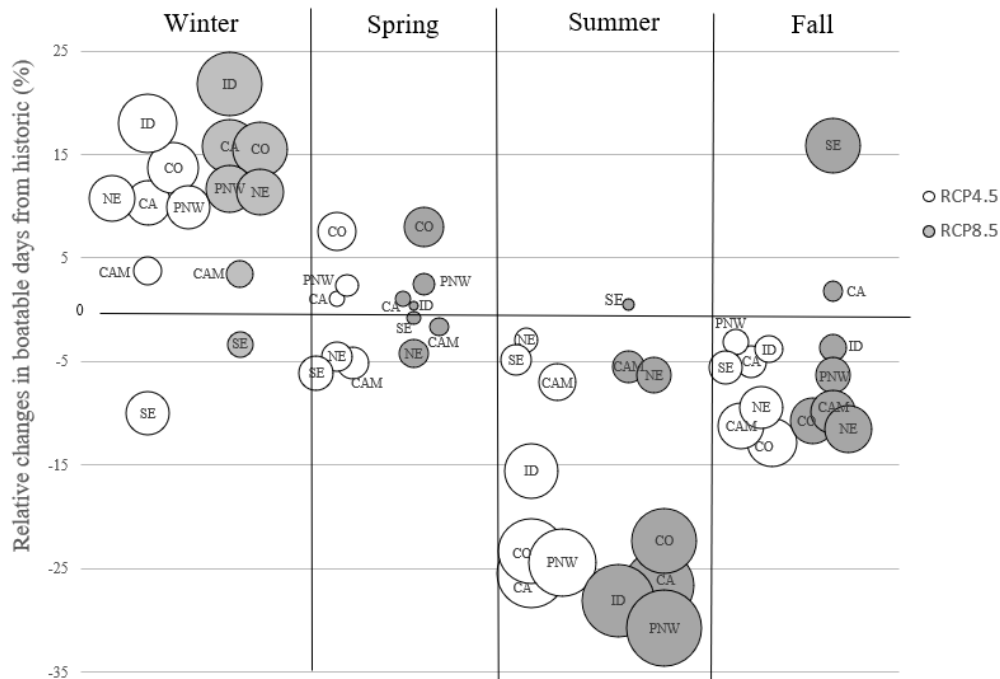 Winter Spring Summer Fall
Relative changes in boatable days from historic (%)
25
15
5
0
-5
-15
-25
-35
ID
ID
CO
CA
CO
NE
CA
PNW
PNW
NE
CAM
CAM
SE
SE
CO
CO
PNW
PNW
CA
CA
ID
SE
CAM
NE
NE
SE
CAM
SE
NE
SE
CAM
CAM
NE
ID
CO
CA
PNW
CO
CA
ID
PNW
SE
CA
PNW
ID
ID
SE
CA
PNW
NE
CAM
CO
CAM
CO
NE
RCP4.5
RCP8.5